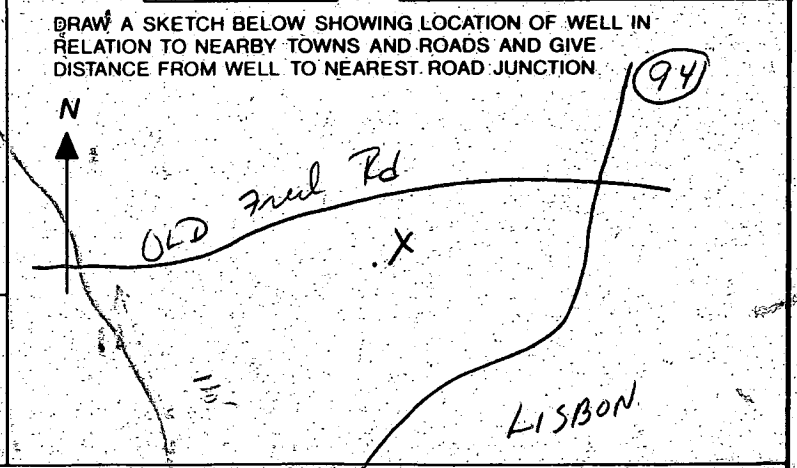 DRAW A SKETCH BELOW SHOWING LOCATION OF WELL IN
RELATION TO NEARBY TOWNS AND ROADS AND GIVE
DISTANCE FROM WELL TO NEAREST ROAD JUNCTION
94
N
OLD Fred Rd
X
LISBON